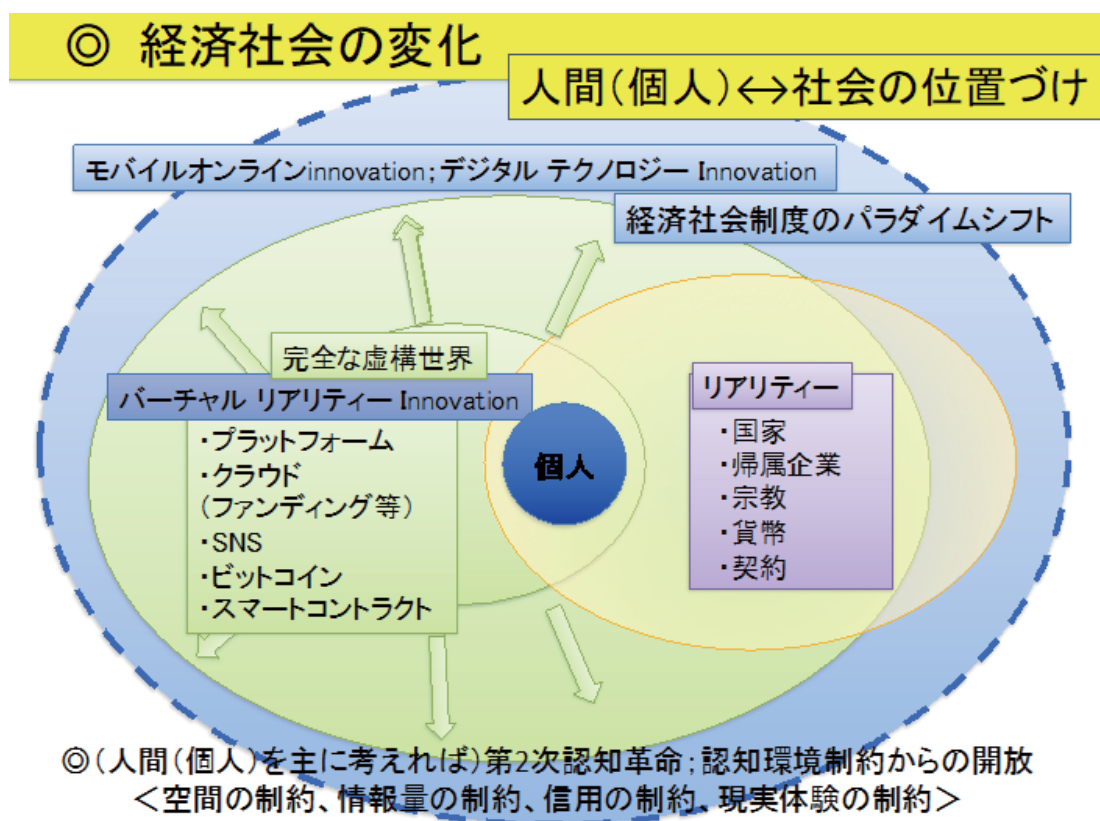 ◎ 経済社会の変化
人間(個人)↔社会の位置づけ
モバイルオンラインinnovation;デジタル テクノロジー Innovation
経済社会制度のパラダイムシフト
完全な虚構世界
バーチャル リアリティー Innovation
・プラットフォーム
・クラウド
(ファンディング等)
・SNS
・ビットコイン
・スマートコントラクト
個人
リアリティー
・国家
・帰属企業
・宗教
・貨幣
・契約
◎(人間(個人)を主に考えれば)第2次認知革命;認知環境制約からの開放
<空間の制約、情報量の制約、信用の制約、現実体験の制約>